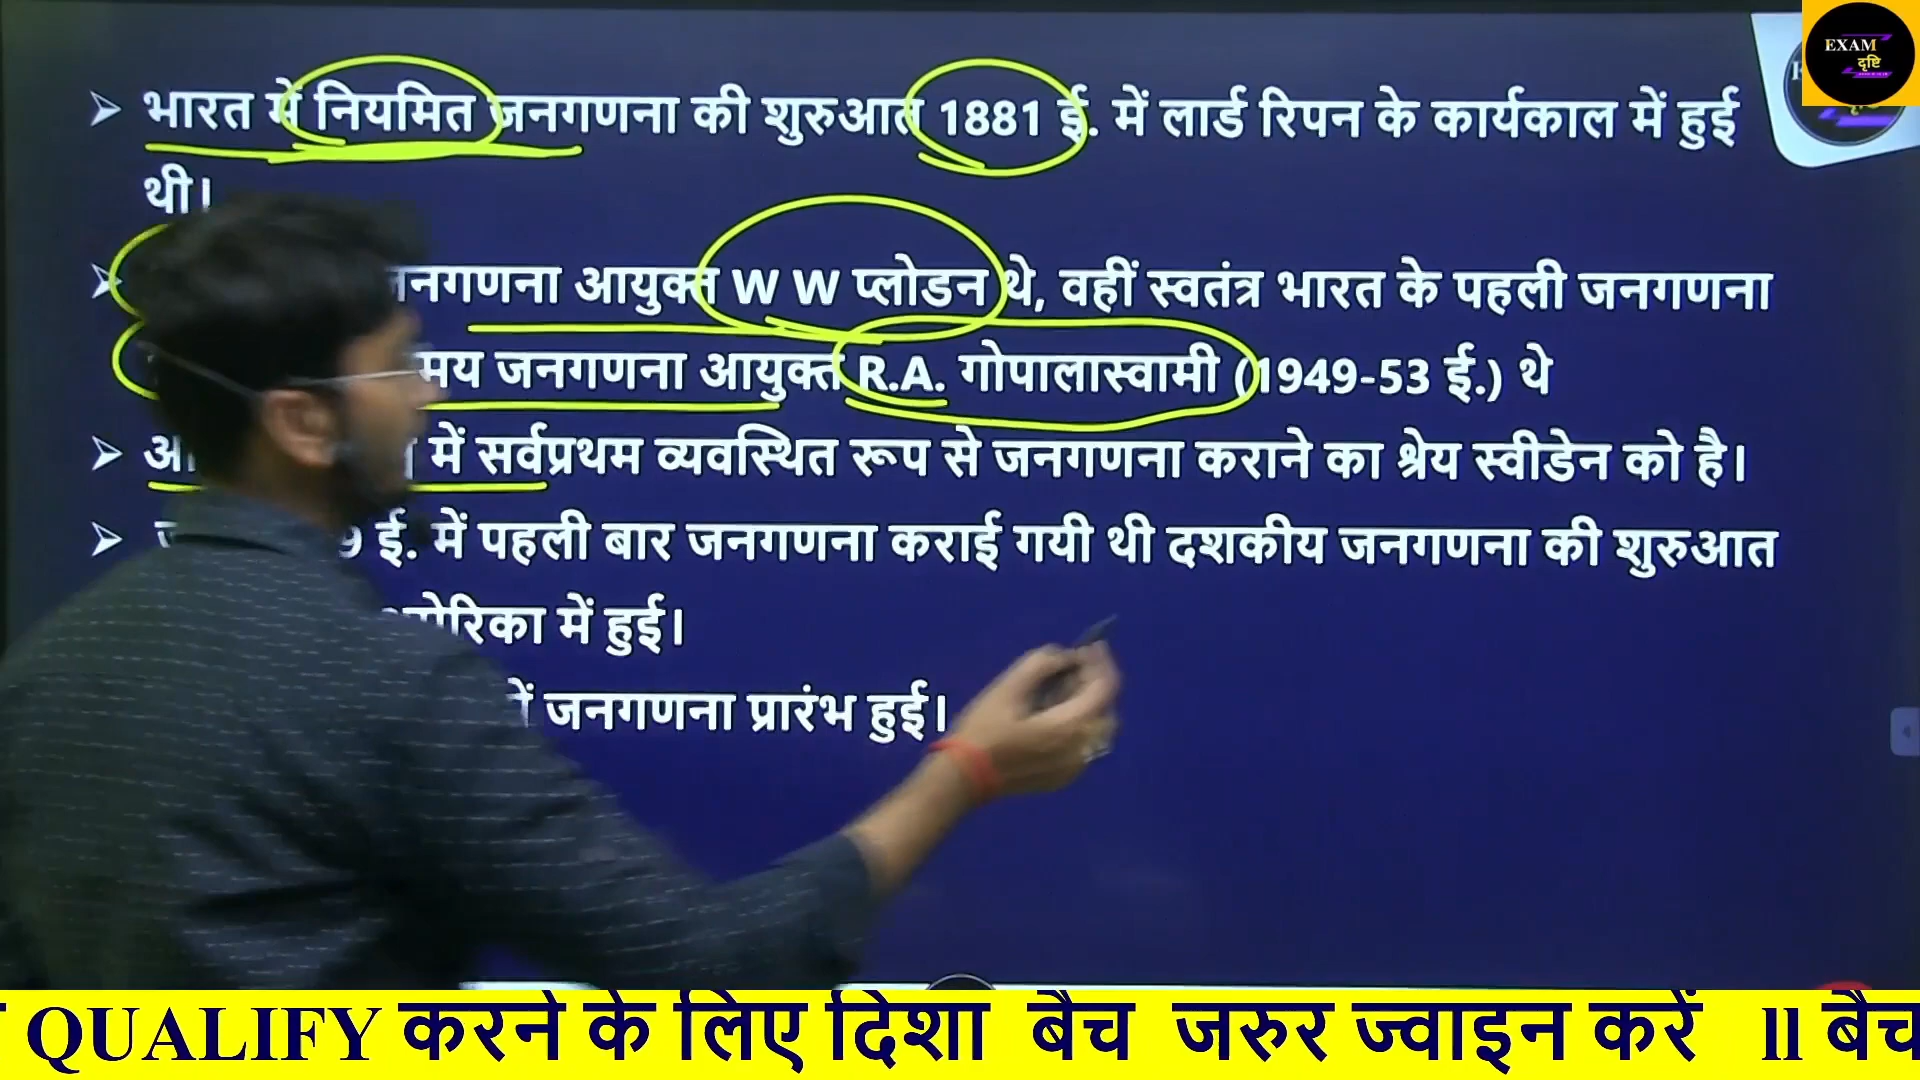 भारत में नियमित जनगणना की शुरुआत 1881 ई. में लार्ड रिपन के कार्यकाल में हुई
थी।
जनगणना आयुक्त W W प्लोडन थे, वहीं स्वतंत्र भारत के पहली जनगणना
जनगणना आयुक्त R.A. गोपालास्वामी (1949-53 ई.) थे
में सर्वप्रथम व्यवस्थित रूप से जनगणना कराने का श्रेय स्वीडेन को है।
ई. में पहली बार जनगणना कराई गयी थी दशकीय जनगणना की शुरुआत
में हुई।
जनगणना प्रारंभ हुई।
EXAM
दृष्टि
QUALIFY करने के लिए दिशा बैच जरुर ज्वाइन करें ll बैच